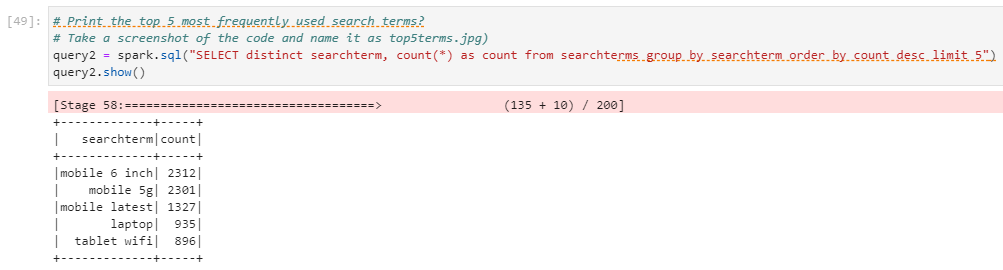 [49]: # Print the top 5 most frequently used search terms?
# Take a screenshot of the code and name it as top5terms.jpg)
query2 = spark.sql("SELECT distinct searchterm, count(*) as count from searchterms group by searchterm order by count desc limit 5")
query2.show()
[Stage 58:===================================>                 (135 + 10) / 200]
+-------------+-----+
|   searchterm|count|
+-------------+-----+
|mobile 6 inch| 2312|
|    mobile 5g| 2301|
|mobile latest| 1327|
|       laptop|  935|
|  tablet wifi|  896|
+-------------+-----+